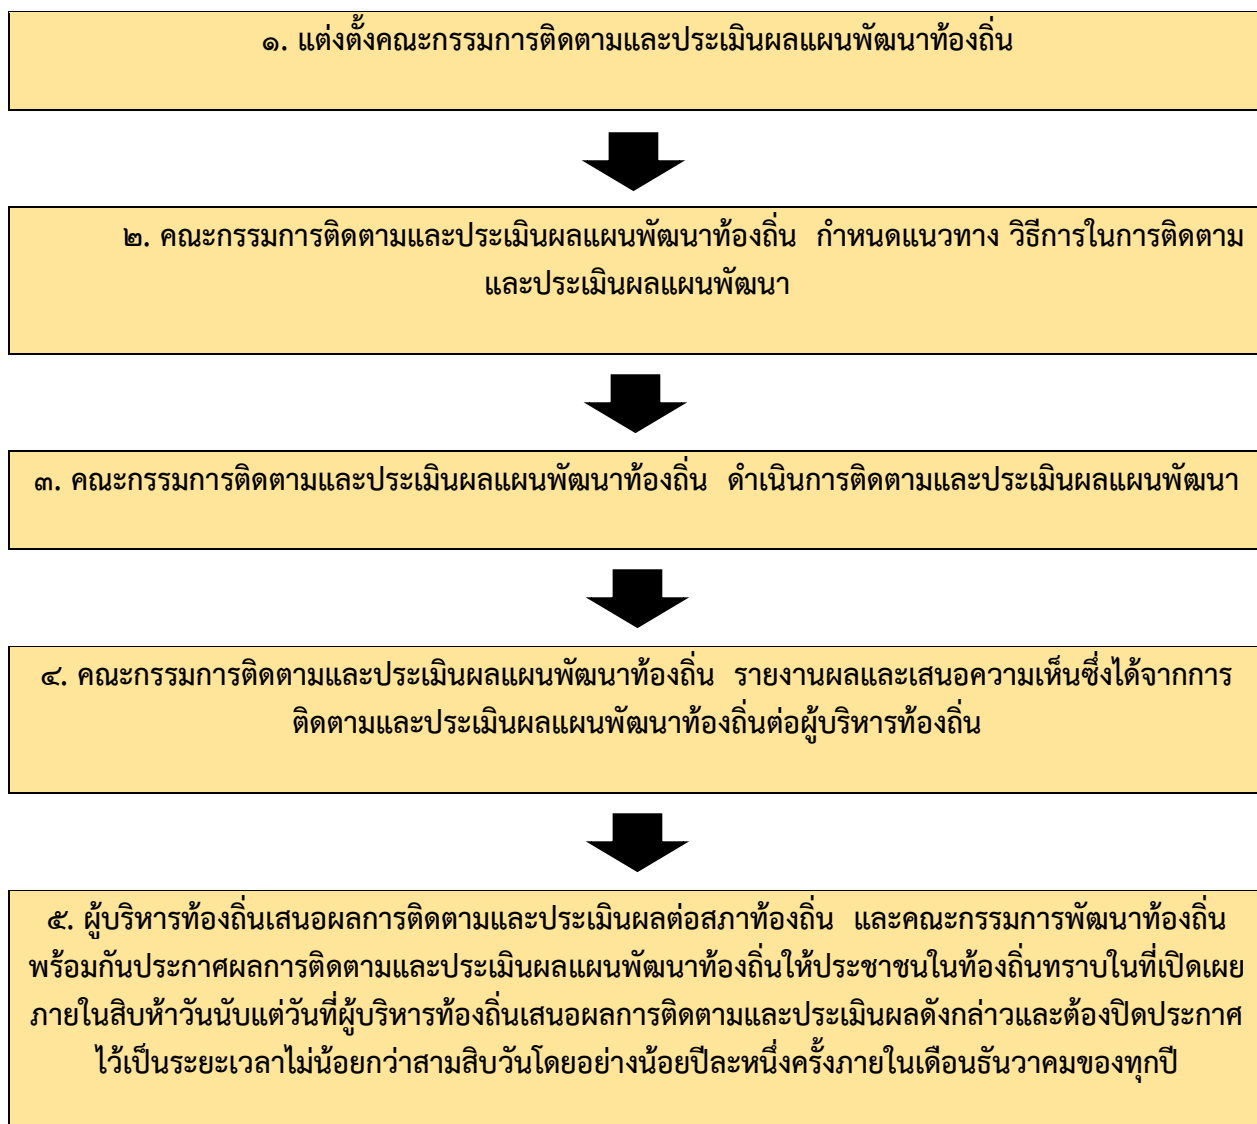 ๑. แต่งตั้งคณะกรรมการติดตามและประเมินผลแผนพัฒนาท้องถิ่น
๒. คณะกรรมการติดตามและประเมินผลแผนพัฒนาท้องถิ่น กำหนดแนวทาง วิธีการในการติดตาม
และประเมินผลแผนพัฒนา
๓. คณะกรรมการติดตามและประเมินผลแผนพัฒนาท้องถิ่น ดำเนินการติดตามและประเมินผลแผนพัฒนา
๔. คณะกรรมการติดตามและประเมินผลแผนพัฒนาท้องถิ่น รายงานผลและเสนอความเห็นซึ่งได้จากการ
ติดตามและประเมินผลแผนพัฒนาท้องถิ่นต่อผู้บริหารท้องถิ่น
๕. ผู้บริหารท้องถิ่นเสนอผลการติดตามและประเมินผลต่อสภาท้องถิ่น และคณะกรรมการพัฒนาท้องถิ่น
พร้อมกันประกาศผลการติดตามและประเมินผลแผนพัฒนาท้องถิ่นให้ประชาชนในท้องถิ่นทราบในที่เปิดเผย
ภายในสิบห้าวันนับแต่วันที่ผู้บริหารท้องถิ่นเสนอผลการติดตามและประเมินผลดังกล่าวและต้องปิดประกาศ
ไว้เป็นระยะเวลาไม่น้อยกว่าสามสิบวันโดยอย่างน้อยปีละหนึ่งครั้งภายในเดือนธันวาคมของทุกปี